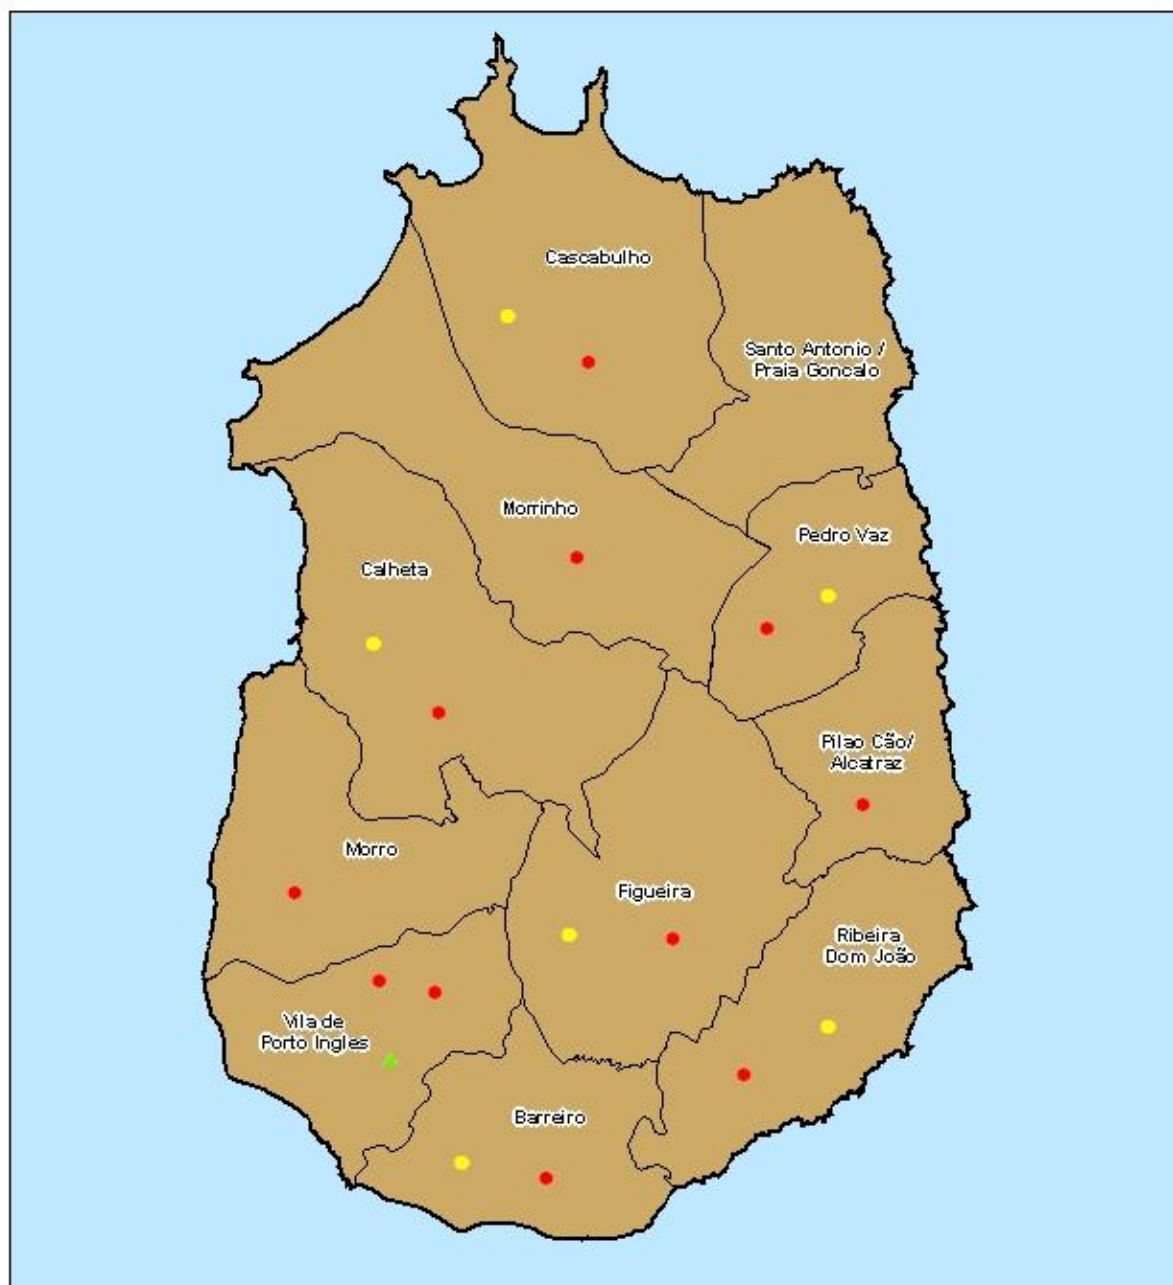 Cascabulho
Santo Antonio /
Praia Goncalo
Morrinho
Pedro Vaz
Calheta
Pilao Cão/
Alcatraz
Morro
Figueira
Ribeira
Dom João
Vila de
Porto Ingles
Barreiro